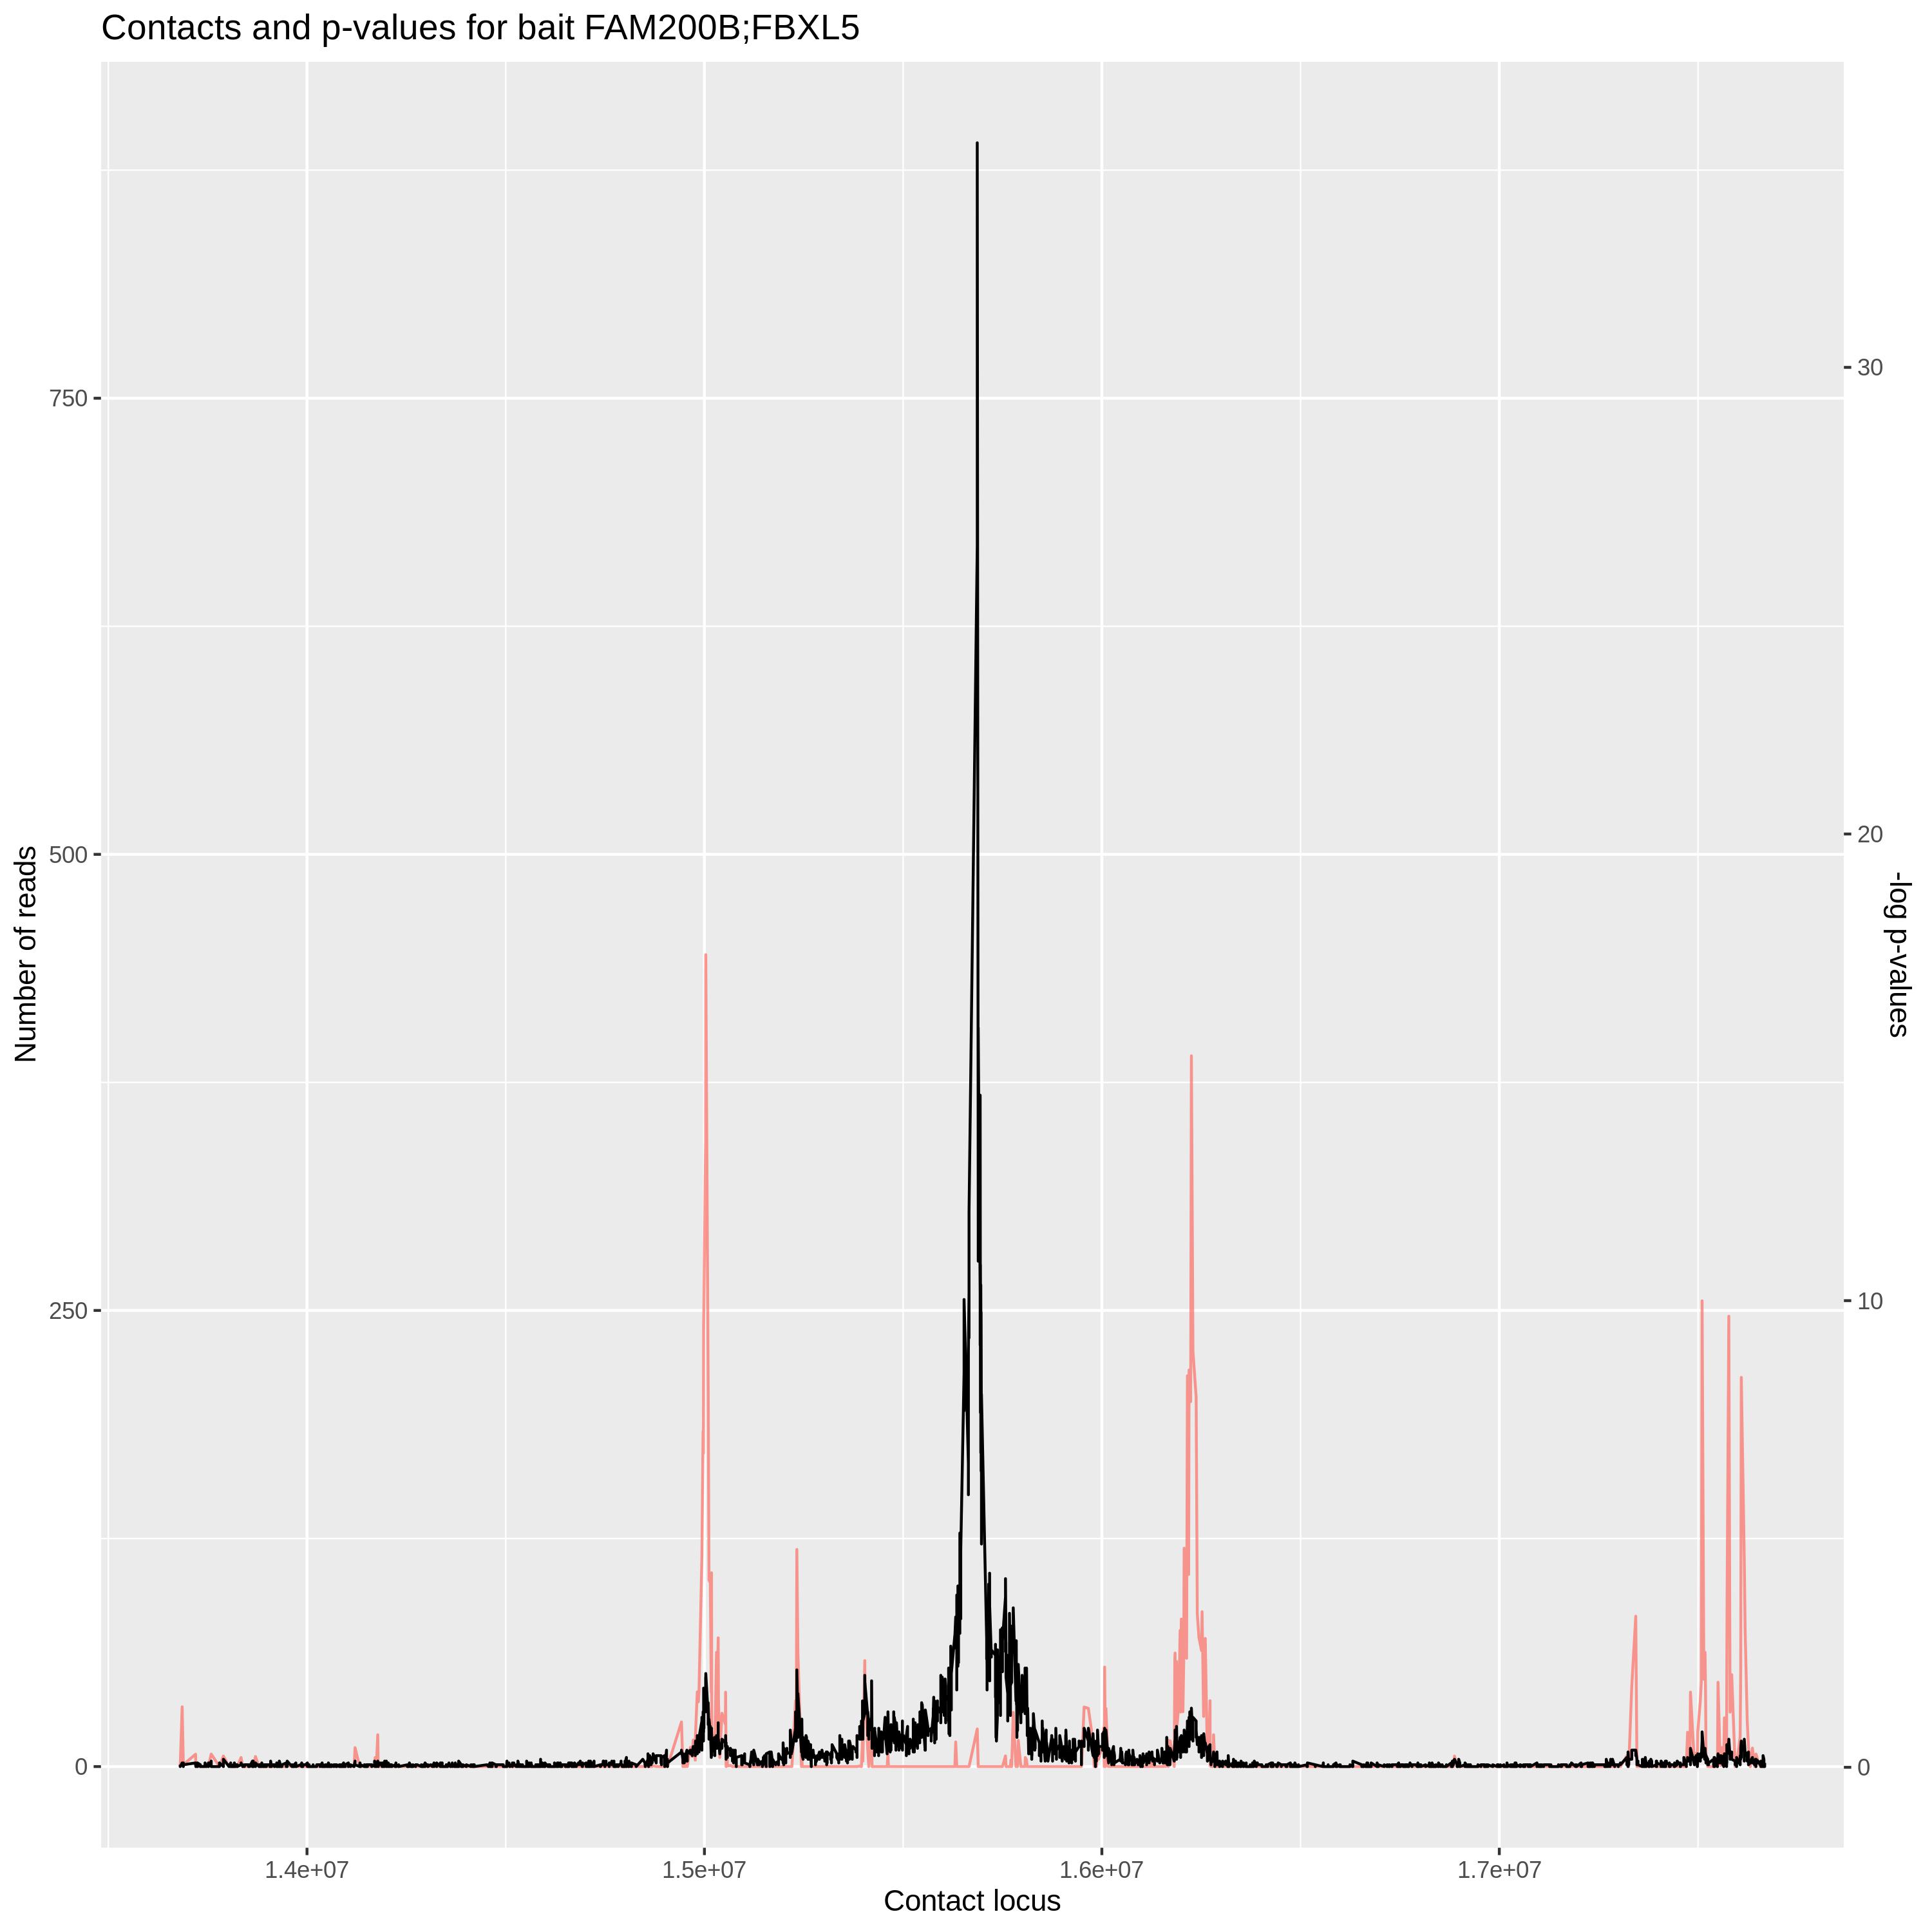 Contacts and p-values for bait FAM200B;FBXL5
Number of reads
750
500
250
0
30
20
10
0
-log p-values
1.4e+07
1.5e+07
1.6e+07
1.7e+07
Contact locus